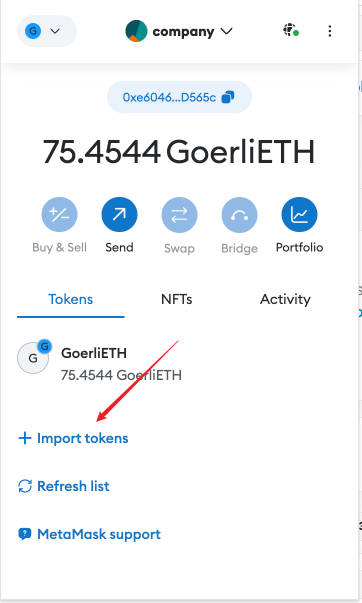 G
company
0xe6046...D565c
75.4544 GoerliETH
Buy & Sell
Send
Swap
Bridge
Portfolio
Tokens
NFTs
Activity
G
G
GoerliETH
75.4544 GoerliETH
Import tokens
Refresh list
MetaMask support